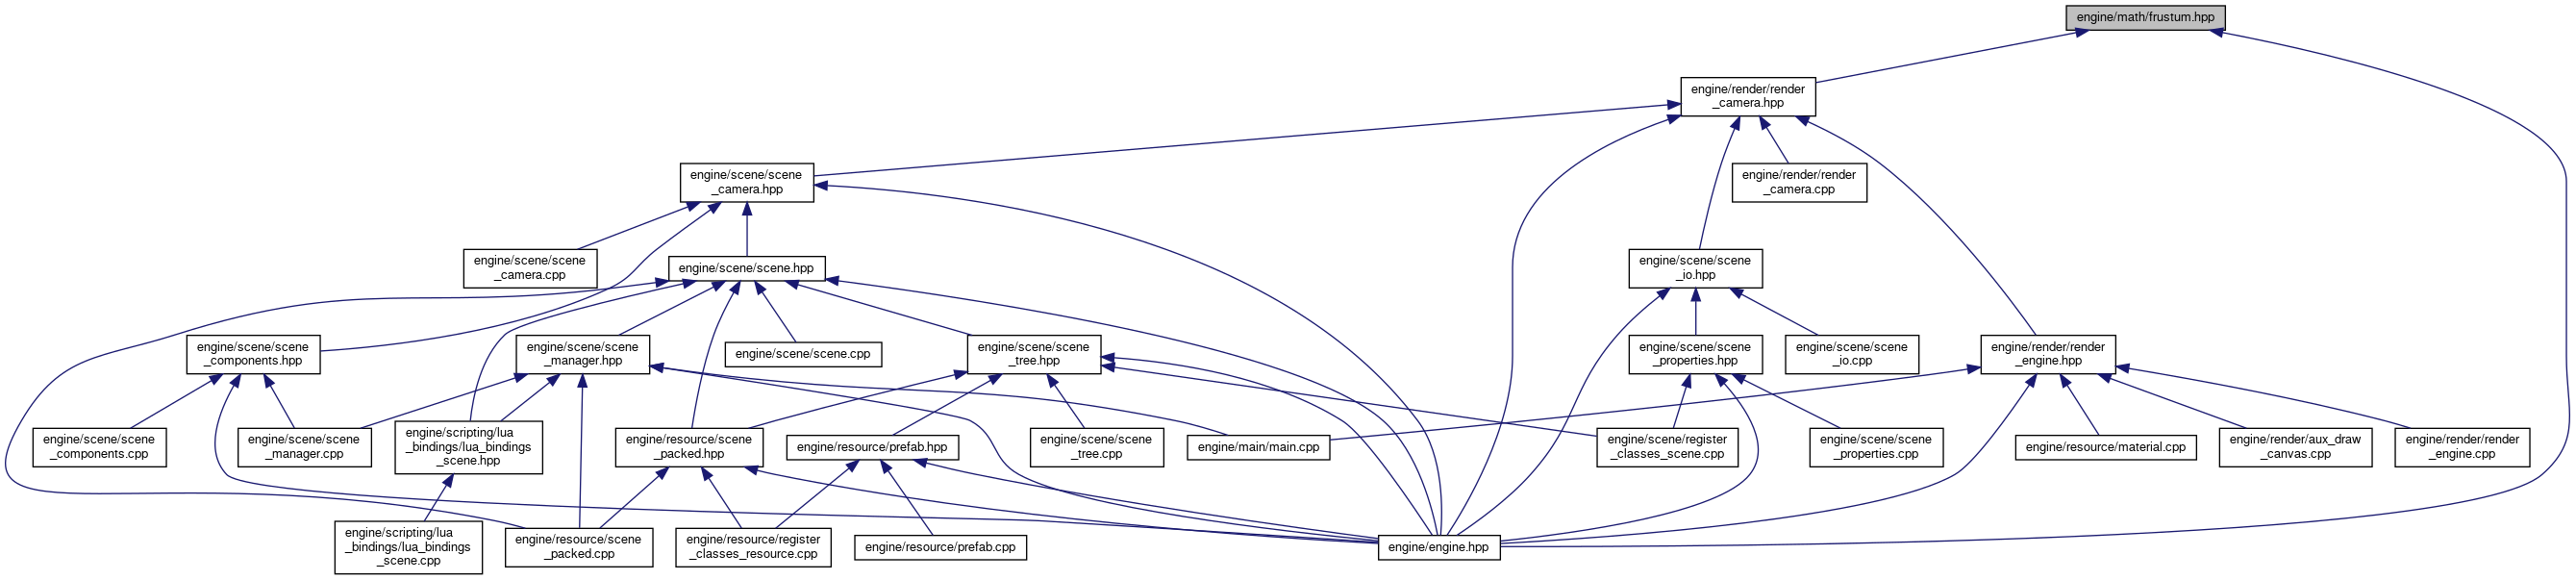 engine/math/frustum.hpp
engine/render/render
_camera.hpp
engine/scene/scene
_camera.hpp
engine/render/render
_camera.cpp
engine/scene/scene
_camera.cpp
engine/scene/scene.hpp
engine/scene/scene
_io.hpp
engine/scene/scene
_components.hpp
engine/scene/scene
_manager.hpp
engine/scene/scene.cpp
engine/scene/scene
_tree.hpp
engine/scene/scene
_properties.hpp
engine/scene/scene
_io.cpp
engine/render/render
_engine.hpp
engine/scene/scene
_components.cpp
engine/scene/scene
_manager.cpp
engine/scripting/lua
_bindings/lua_bindings
_scene.hpp
engine/resource/scene
_packed.hpp
engine/resource/prefab.hpp
engine/scene/scene
_tree.cpp
engine/main/main.cpp
engine/scene/register
_classes_scene.cpp
engine/scene/scene
_properties.cpp
engine/resource/material.cpp
engine/render/aux_draw
_canvas.cpp
engine/render/render
_engine.cpp
engine/scripting/lua
_bindings/lua_bindings
_scene.cpp
engine/resource/scene
_packed.cpp
engine/resource/register
_classes_resource.cpp
engine/resource/prefab.cpp
engine/engine.hpp